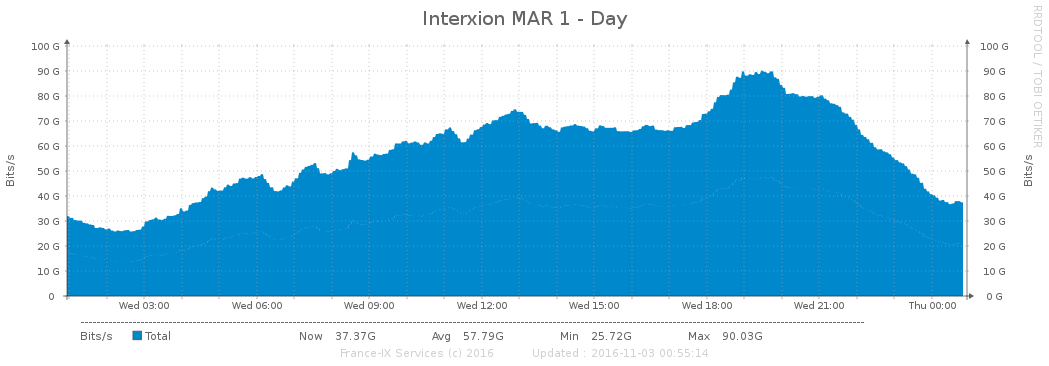 Interxion MAR 1 - Day
RRDTOOL / TOBI OETIKER
Bits/s
100 G
90 G
80 G
70 G
60 G
50 G
40 G
30 G
20 G
10 G
0
100 G
90 G
80 G
70 G
60 G
50 G
40 G
30 G
20 G
10 G
0 G
Bits/s
Wed 03:00 Wed 06:00 Wed 09:00 Wed 12:00 Wed 15:00 Wed 18:00 Wed 21:00 Thu 00:00
Bits/s Total Now 37.37G Avg 57.79G Min 25.72G Max 90.03G
France-IX Services (c) 2016 Updated : 2016-11-03 00:55:14